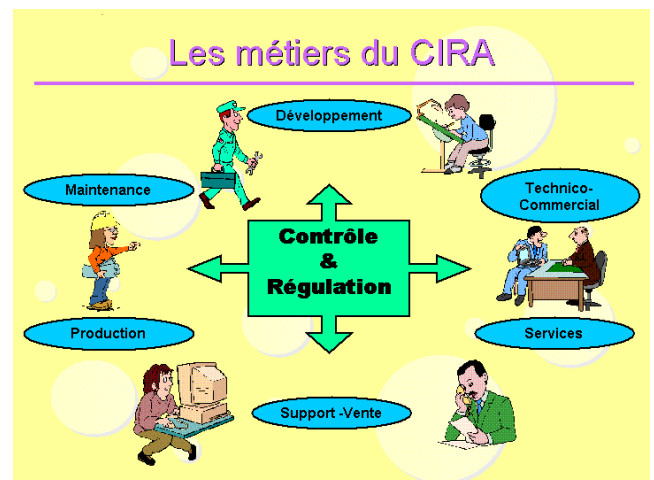 Les métiers du CIRA
Développement
Maintenance
Technico-
Commercial
Contrôle
&
Régulation
Production
Services
Support -Vente